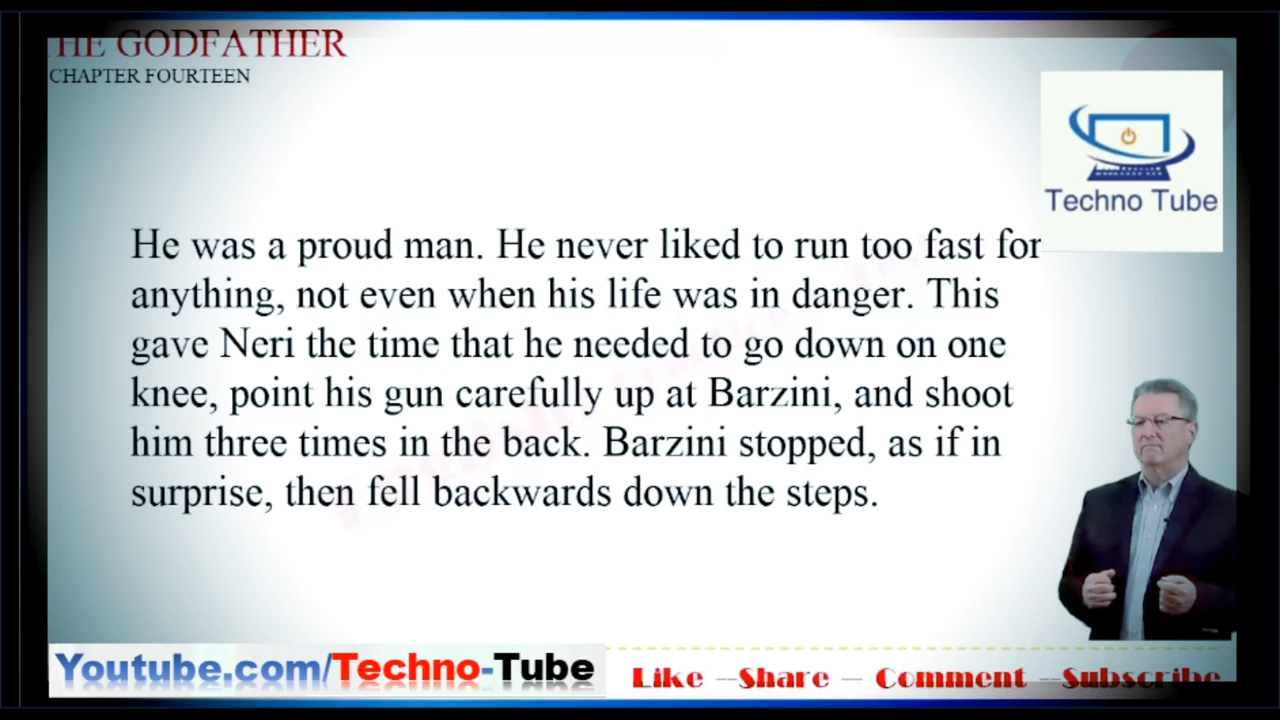 THE GODFATHER
CHAPTER FOURTEEN
Techno Tube
He was a proud man. He never liked to run too fast for
anything, not even when his life was in danger. This
gave Neri the time that he needed to go down on one
knee, point his gun carefully up at Barzini, and shoot
him three times in the back. Barzini stopped, as if in
surprise, then fell backwards down the steps.
Youtube.com/Techno-Tube
Like --Share -- Comment --Subscribe